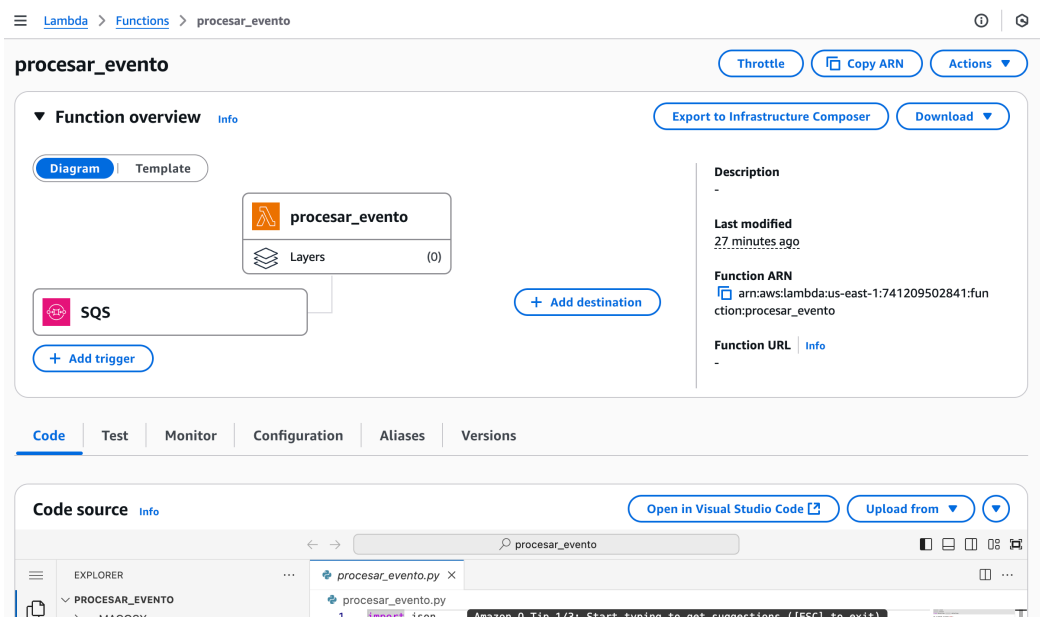 Lambda > Functions > procesar_evento
procesar_evento
Throttle
Copy ARN
Actions
Function overview Info
Export to Infrastructure Composer
Download
Diagram
Template
procesar_evento
Layers (0)
SQS
+ Add trigger
+ Add destination
Description
-
Last modified
27 minutes ago
Function ARN
arn:aws:lambda:us-east-1:741209502841:fun
ction:procesar_evento
Function URL Info
-
Code Test Monitor Configuration Aliases Versions
Code source Info
Open in Visual Studio Code
Upload from
procesar_evento
EXPLORER
PROCESAR_EVENTO
procesar_evento.py
procesar_evento.py
1 import json
Amazon Q Tip 1/3: Start typing to get suggestions ([ESC] to exit)